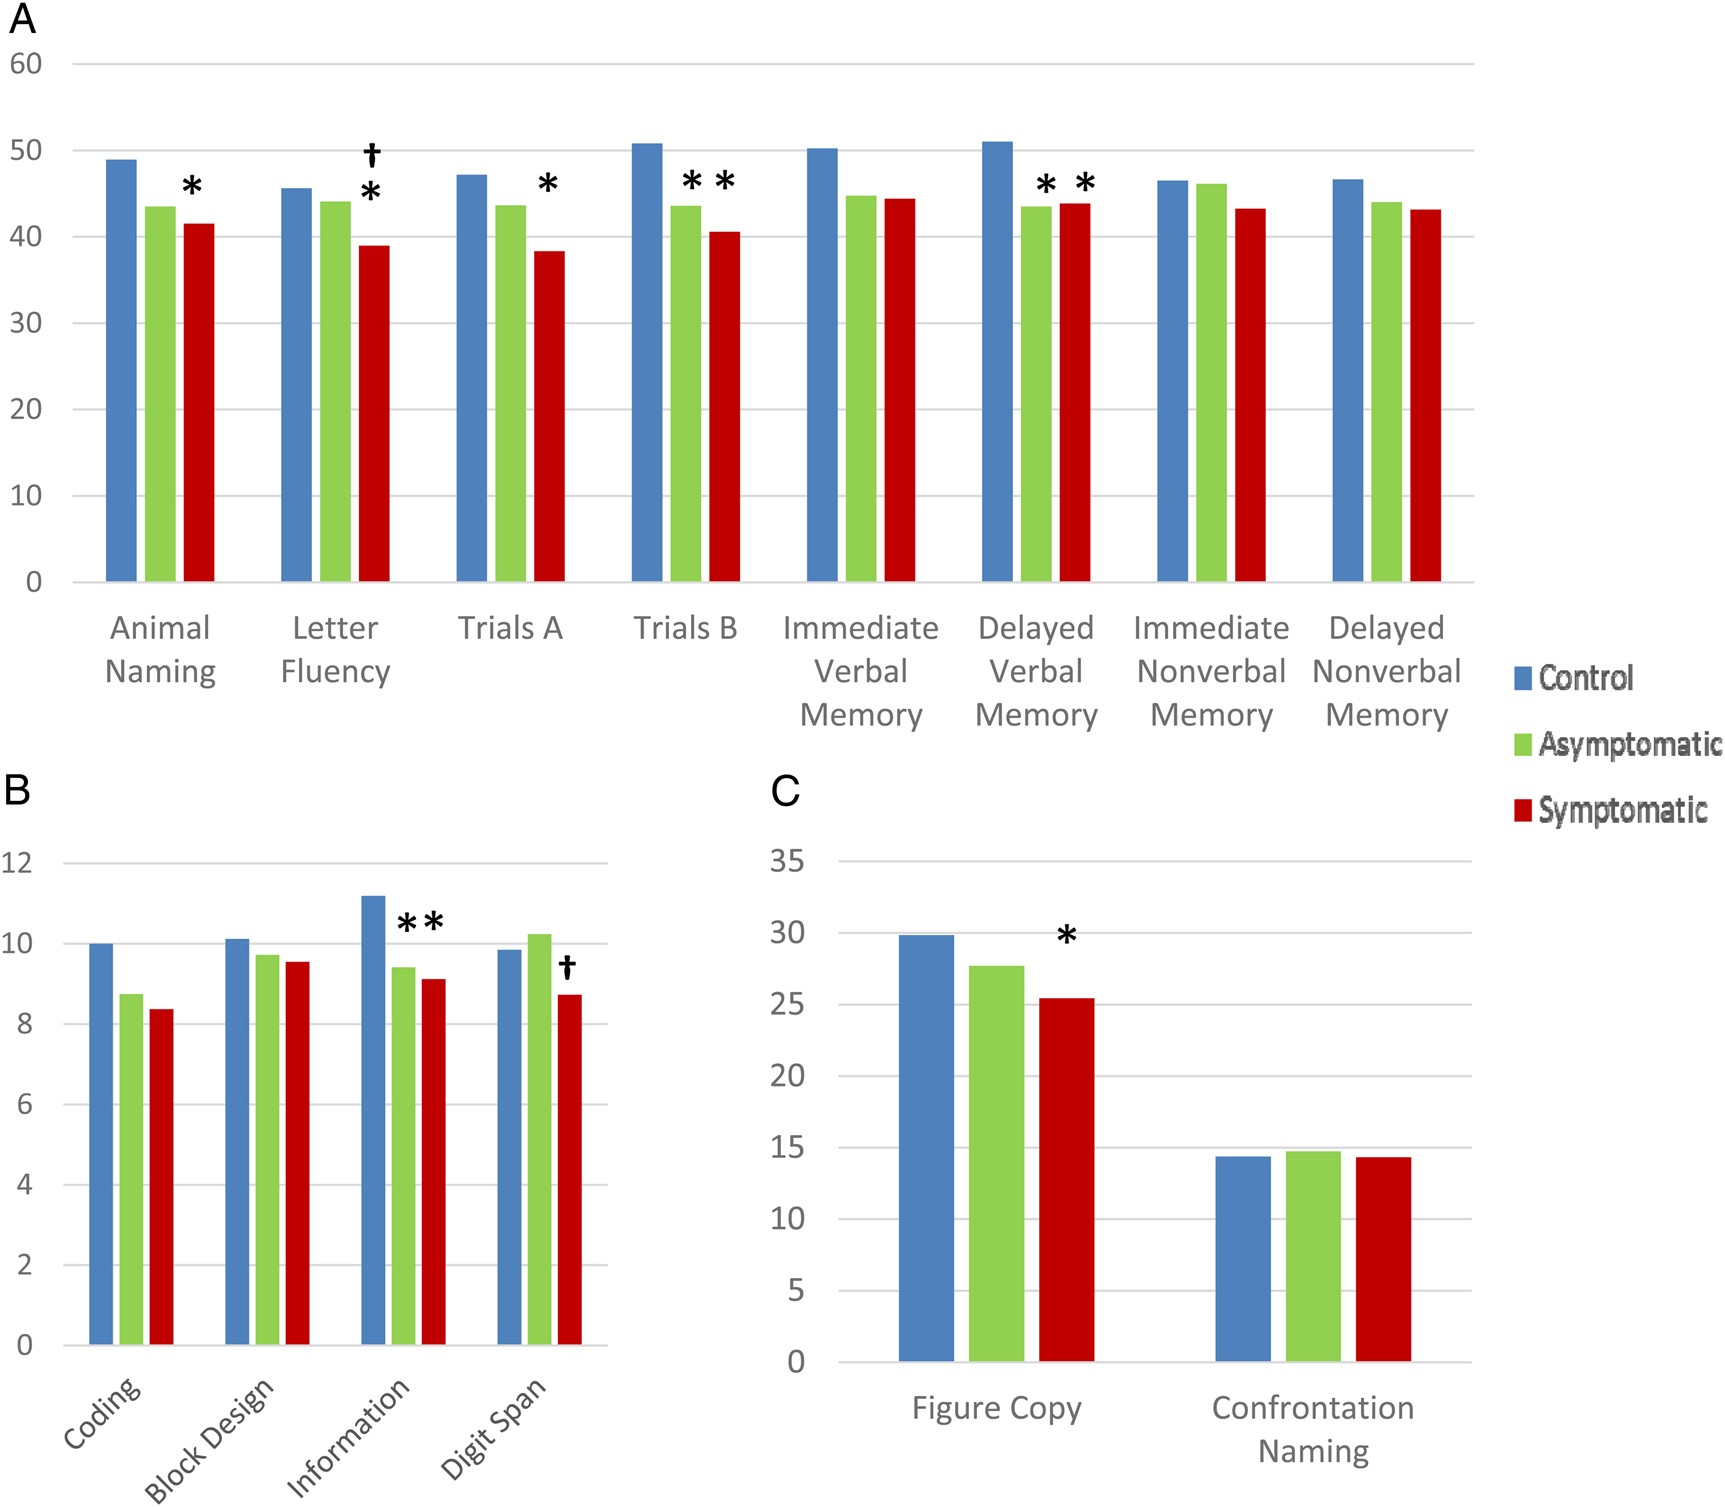 A
60
50
40
30
20
10
0
†
* * * * * * * *
Animal Naming
Letter Fluency
Trials A
Trials B
Immediate Verbal Memory
Delayed Verbal Memory
Immediate Nonverbal Memory
Delayed Nonverbal Memory
Control
Asymptomatic
Symptomatic
B
12
10
8
6
4
2
0
* *
†
Coding
Block Design
Information
Digit Span
C
35
30
25
20
15
10
5
0
*
Figure Copy
Confrontation
Naming